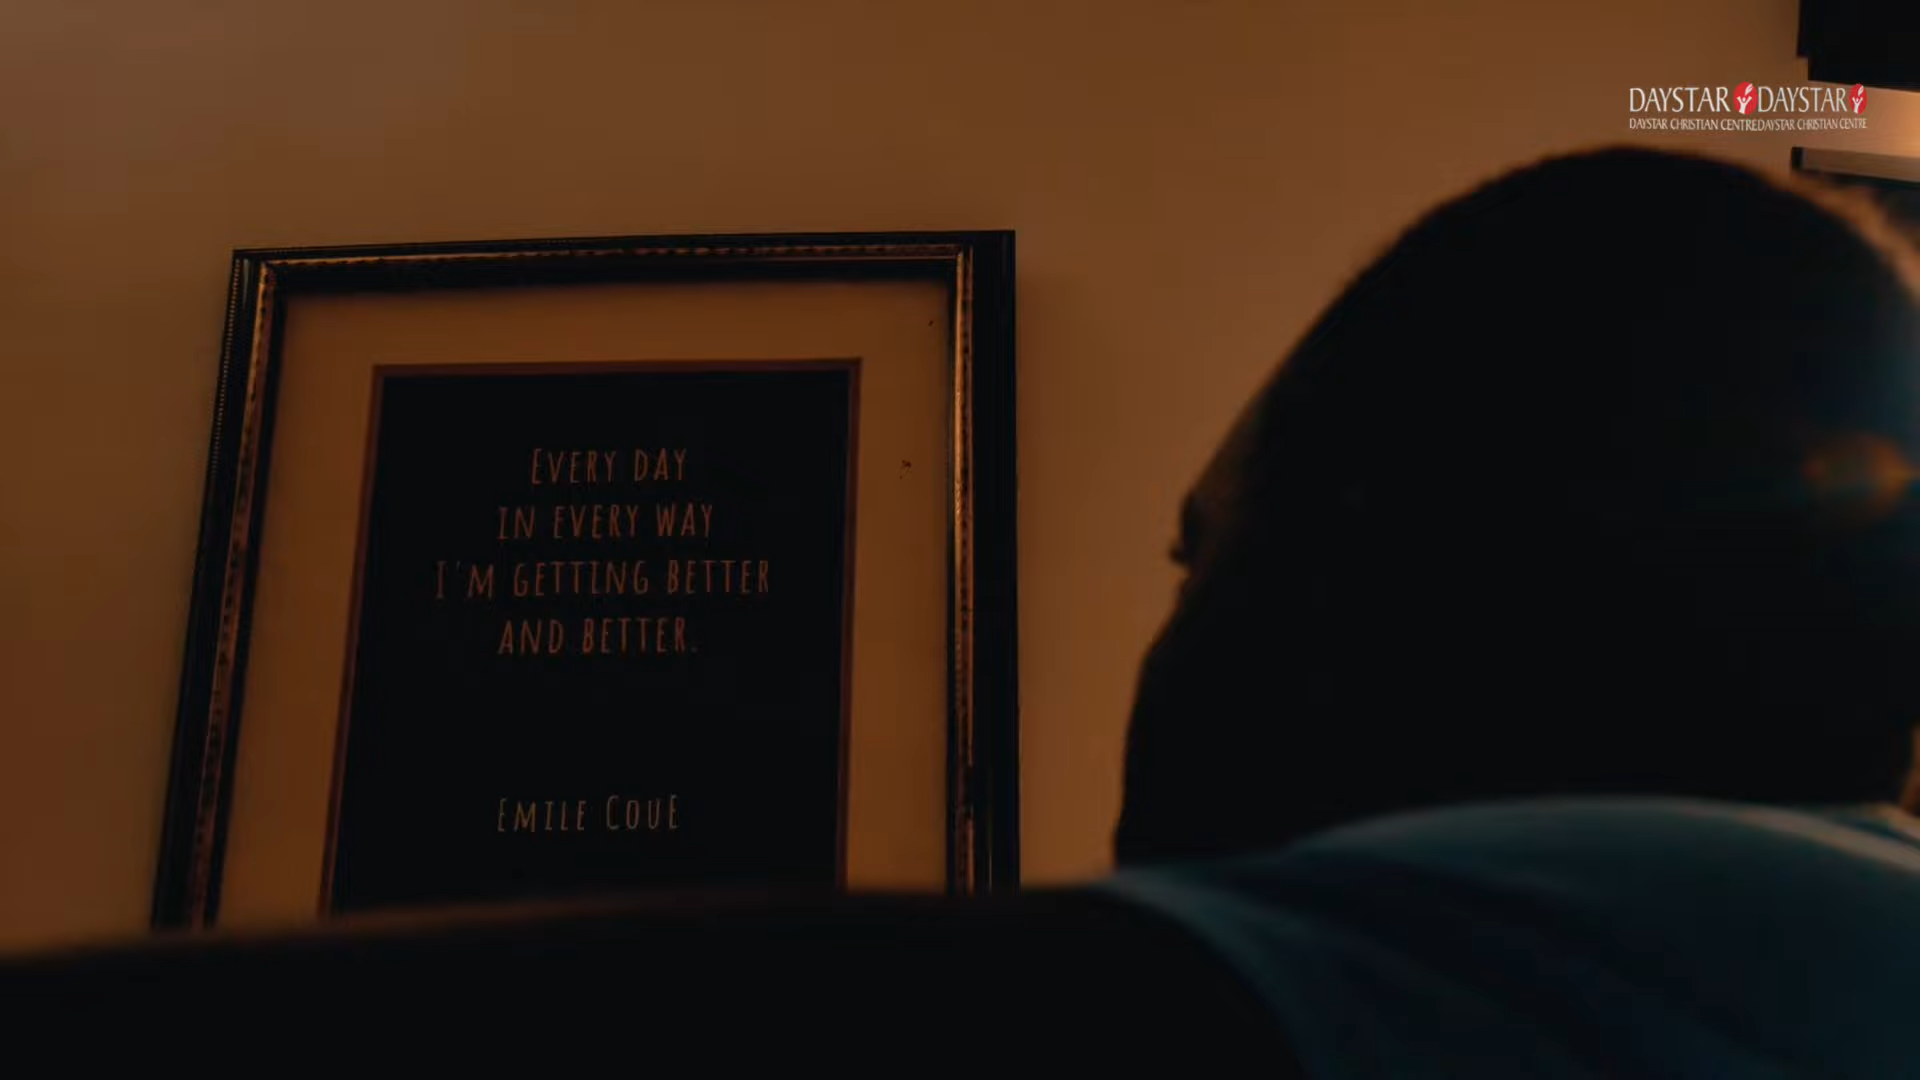 DAYSTAR DAYSTAR
DAYSTAR CHRISTIAN CENTREDAYSTAR CHRISTIAN CENTRE
EVERY DAY
IN EVERY WAY
I'M GETTING BETTER
AND BETTER.
EMILE COUE